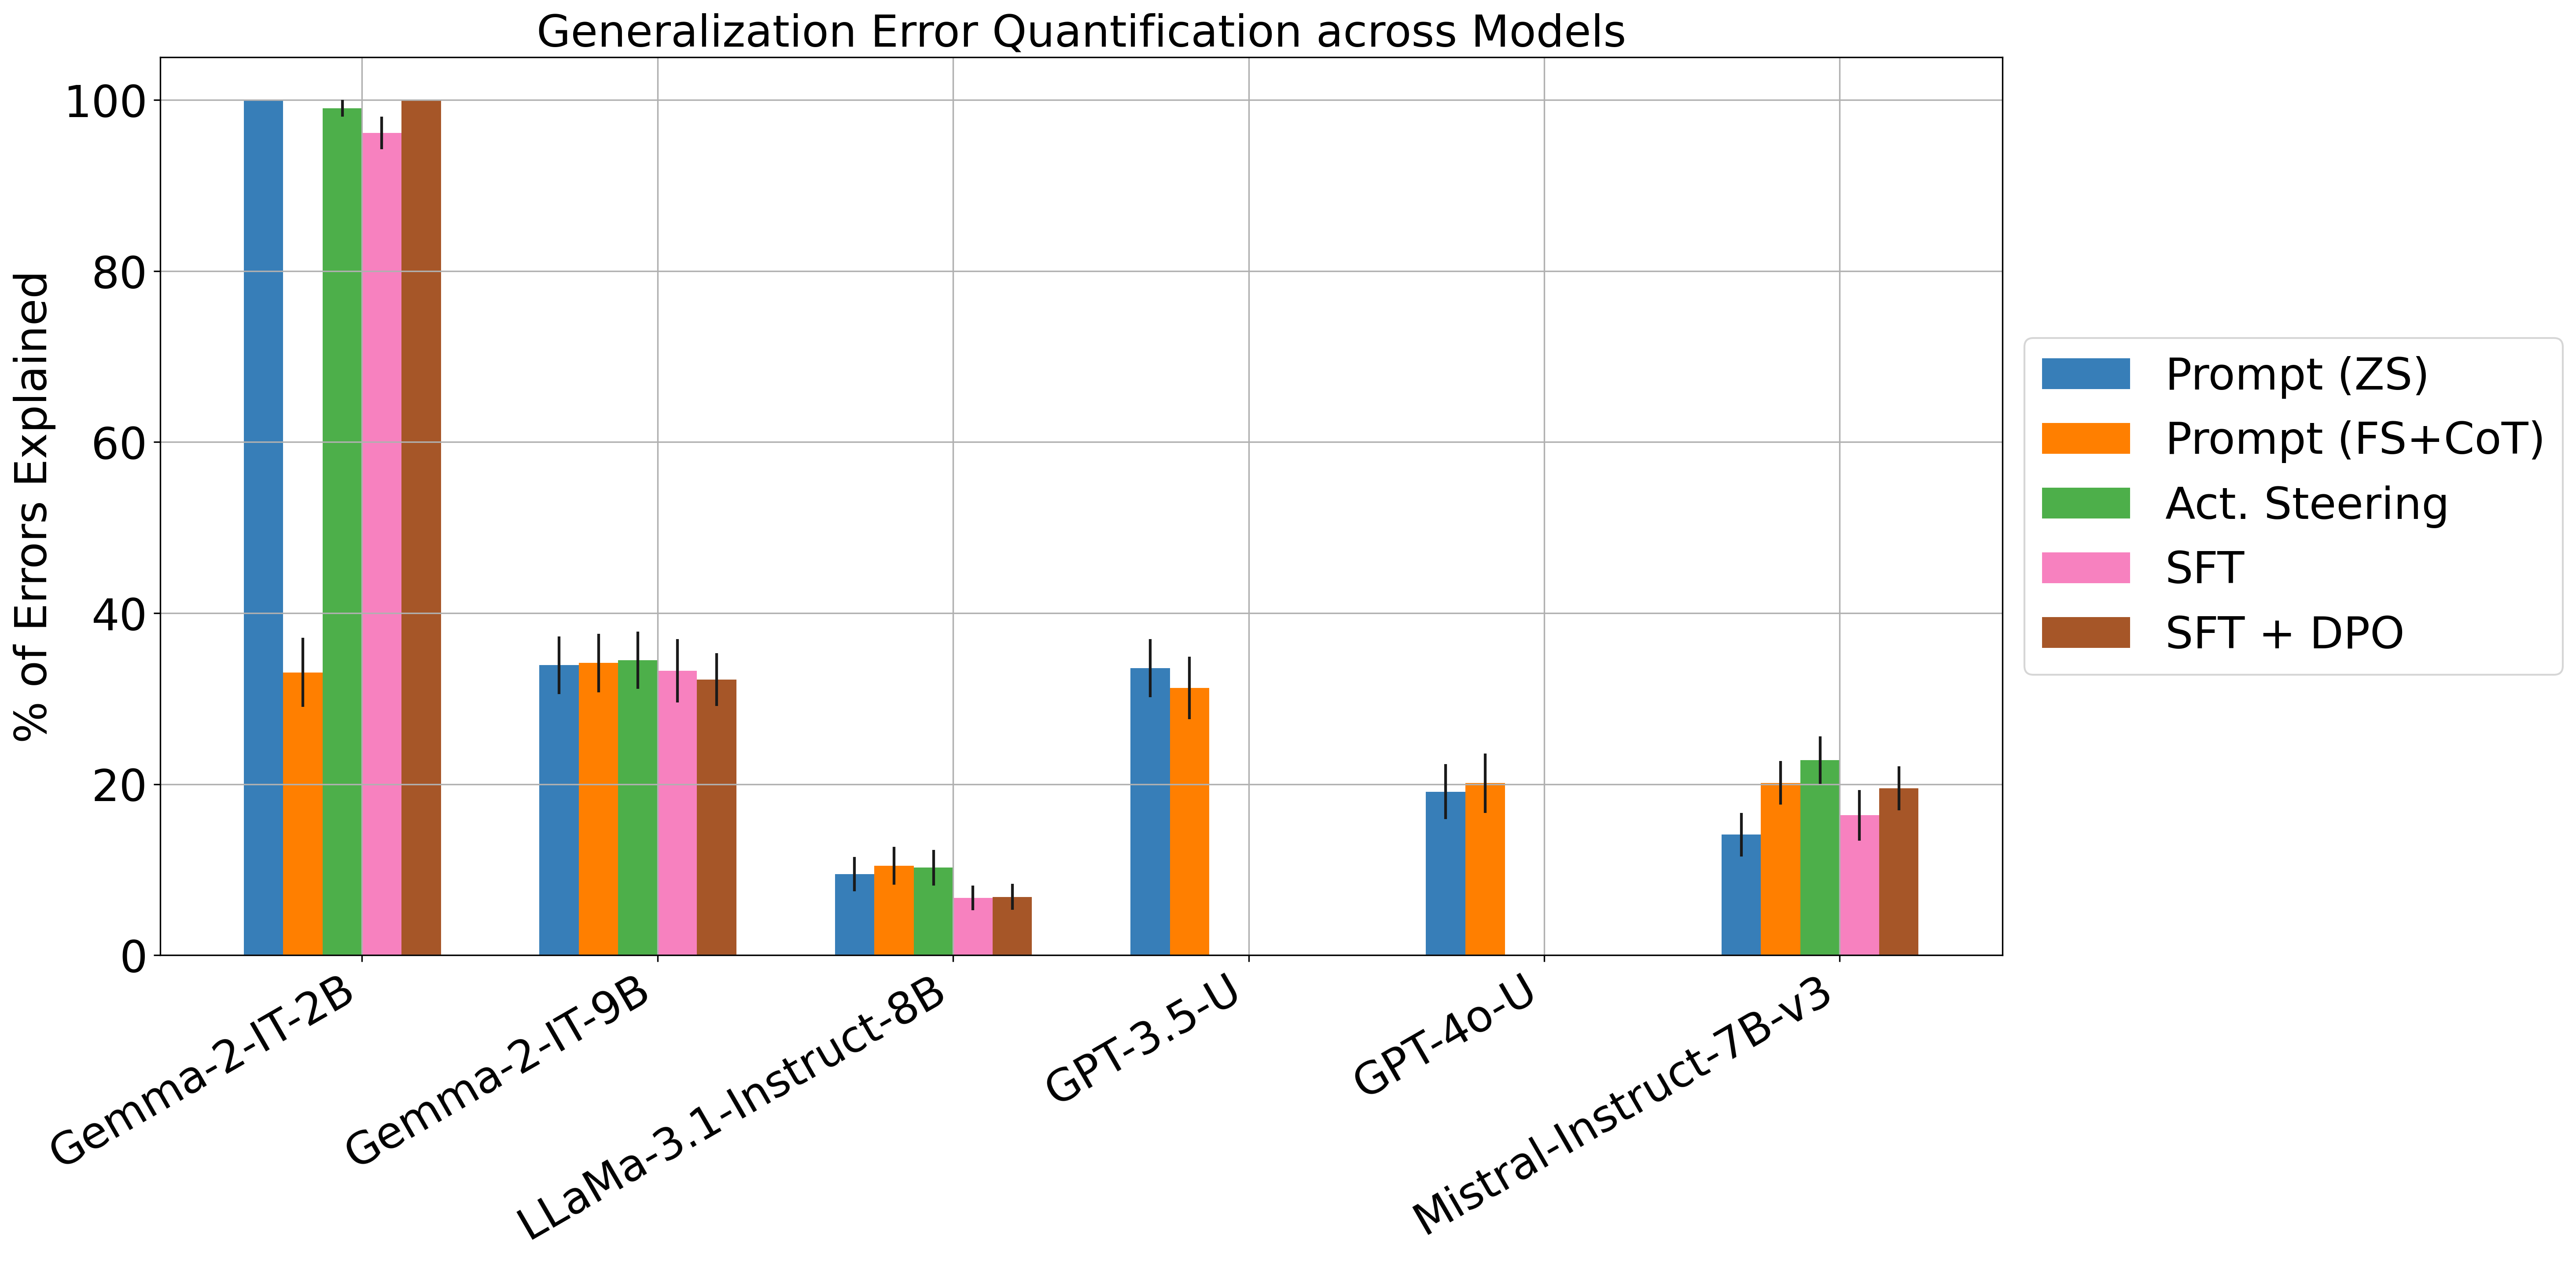 Generalization Error Quantification across Models
% of Errors Explained
100
80
60
40
20
0
Gemma-2-IT-2B
Gemma-2-IT-9B
LLaMa-3.1-Instruct-8B
GPT-3.5-U
GPT-4o-U
Mistral-Instruct-7B-v3
Prompt (ZS)
Prompt (FS+CoT)
Act. Steering
SFT
SFT + DPO